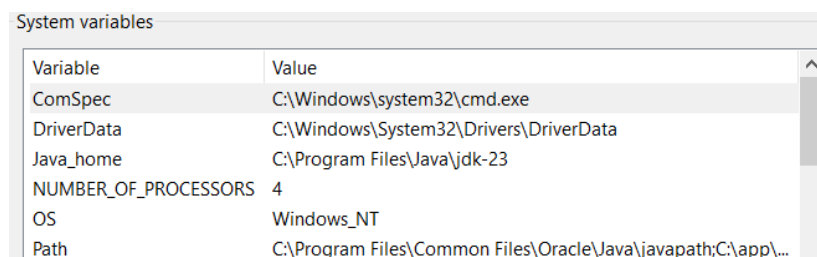 System variables
Variable Value
ComSpec C:\Windows\system32\cmd.exe
DriverData C:\Windows\System32\Drivers\DriverData
Java_home C:\Program Files\Java\jdk-23
NUMBER_OF_PROCESSORS 4
OS Windows_NT
Path C:\Program Files\Common Files\Oracle\Java\javapath;C:\app\...